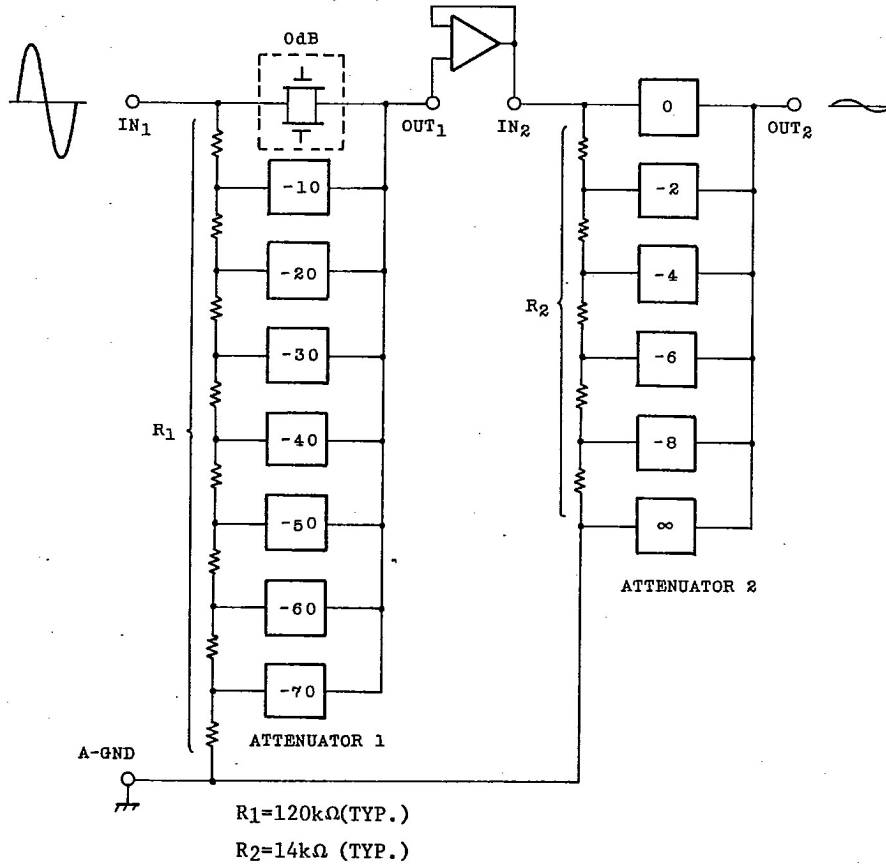 0dB
IN1
OUT1
IN2
OUT2
0
-10
-2
-20
-4
R2
-30
-6
R1
-40
-8
-50
∞
ATTENUATOR 2
-60
-70
ATTENUATOR 1
A-GND
R1=120kΩ(TYP.)
R2=14kΩ (TYP.)